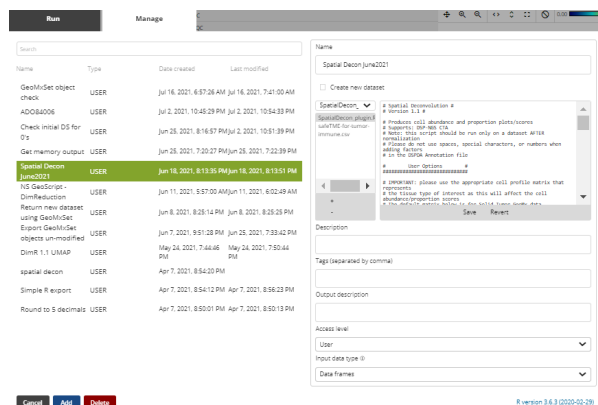 Run
Manage
C
DC
0.00
Search
Name Type Date created Last modified
GeoMxSet object check USER Jul 16, 2021, 6:57:26 AM Jul 16, 2021, 7:41:00 AM
ADO84006 USER Jul 2, 2021, 10:45:29 PM Jul 2, 2021, 10:54:33 PM
Check initial DS for 0's USER Jun 25, 2021, 8:16:57 PM Jul 2, 2021, 10:51:39 PM
Get memory output USER Jun 25, 2021, 7:20:27 PM Jun 25, 2021, 7:22:39 PM
Spatial Decon June2021 USER Jun 18, 2021, 8:13:35 PM Jun 18, 2021, 8:13:51 PM
NS GeoScript - DimReduction USER Jun 11, 2021, 5:57:00 AM Jun 11, 2021, 6:02:49 AM
Return new dataset using GeoMxSet USER Jun 8, 2021, 8:25:14 PM Jun 8, 2021, 8:25:25 PM
Export GeoMxSet objects un-modified USER Jun 7, 2021, 9:51:28 PM Jun 25, 2021, 7:33:42 PM
DimR 1.1 UMAP USER May 24, 2021, 7:44:46 PM May 24, 2021, 7:50:44 PM
spatial decon USER Apr 7, 2021, 8:54:20 PM
Simple R export USER Apr 7, 2021, 8:54:12 PM Apr 7, 2021, 8:56:23 PM
Round to 5 decimals USER Apr 7, 2021, 8:50:01 PM Apr 7, 2021, 8:50:13 PM
Cancel Add Delete
Name
Spatial Decon June2021
Create new dataset
SpatialDecon_
SpatialDecon_plugin.R
safeTME-for-tumor-immune.csv
+
-
# Spatial Deconvolution #
# Version 1.1 #
# Produces cell abundance and proportion plots/scores
# Supports: DSP-NGS CTA
# Note: this script should be run only on a dataset AFTER
normalization
# Please do not use spaces, special characters, or numbers when
adding factors
# in the DSPDA Annotation file
# User Options #
##############################
# IMPORTANT: please use the appropriate cell profile matrix that
represents
# the tissue type of interest as this will affect the cell
abundance/proportion scores
Save Revert
Description
Tags (separated by comma)
Output description
Access level
User
Input data type
Data frames
R version 3.6.3 (2020-02-29)